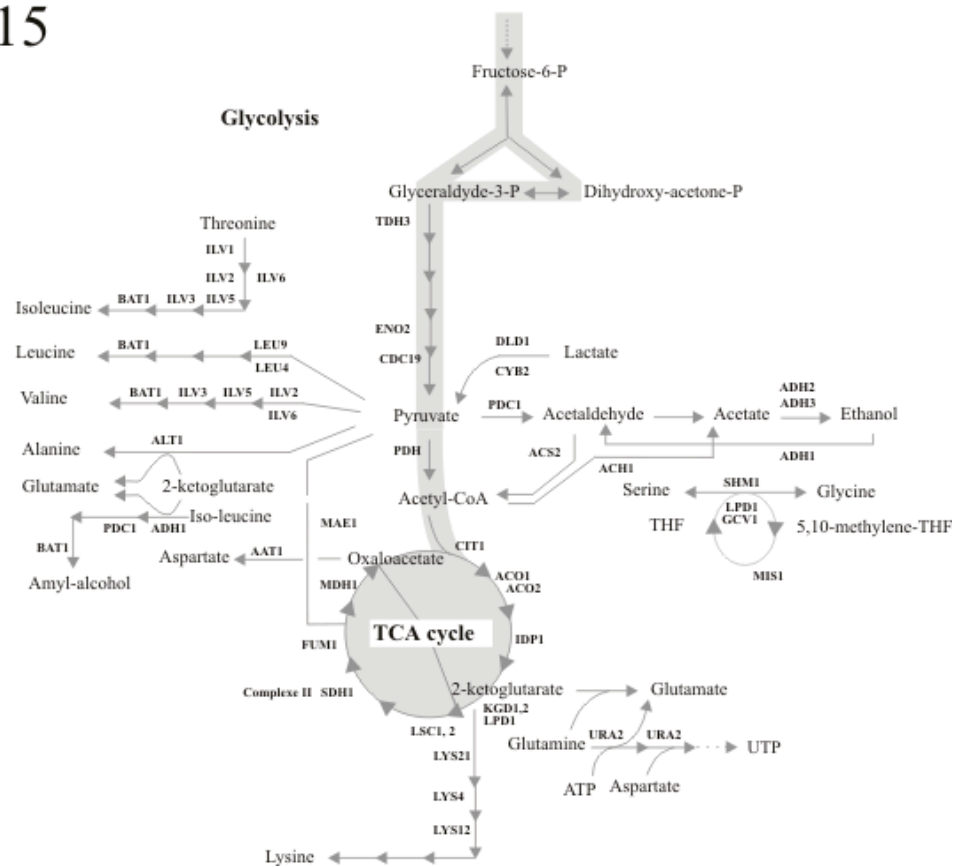 15
Fructose-6-P
Glycolysis
Glyceraldyde-3-P
Dihydroxy-acetone-P
TDH3
Threonine
ILV1
ILV2 ILV6
Isoleucine BAT1 ILV3 ILV5
ENO2
CDC19
Leucine BAT1 LEU9
LEU4
DLD1
CYB2
Lactate
Valine BAT1 ILV3 ILV5 ILV2
ILV6
Pyruvate PDC1 Acetaldehyde Acetate ADH2
ADH3 Ethanol
Alanine ALT1
PDH
ACS2
ACH1
ADH1
Glutamate 2-ketoglutarate
Acetyl-CoA
Serine SHM1 Glycine
Iso-leucine
PDC1 ADH1
BAT1
Amyl-alcohol
THF LPD1
GCV1 5,10-methylene-THF
MIS1
MAE1
CIT1
Aspartate AAT1 Oxaloacetate
MDH1
ACO1
ACO2
TCA cycle
FUM1
IDP1
Complexe II SDH1
2-ketoglutarate Glutamate
KGD1,2
LPD1
LSC1, 2
Glutamine URA2 URA2 UTP
ATP Aspartate
LYS21
LYS4
LYS12
Lysine